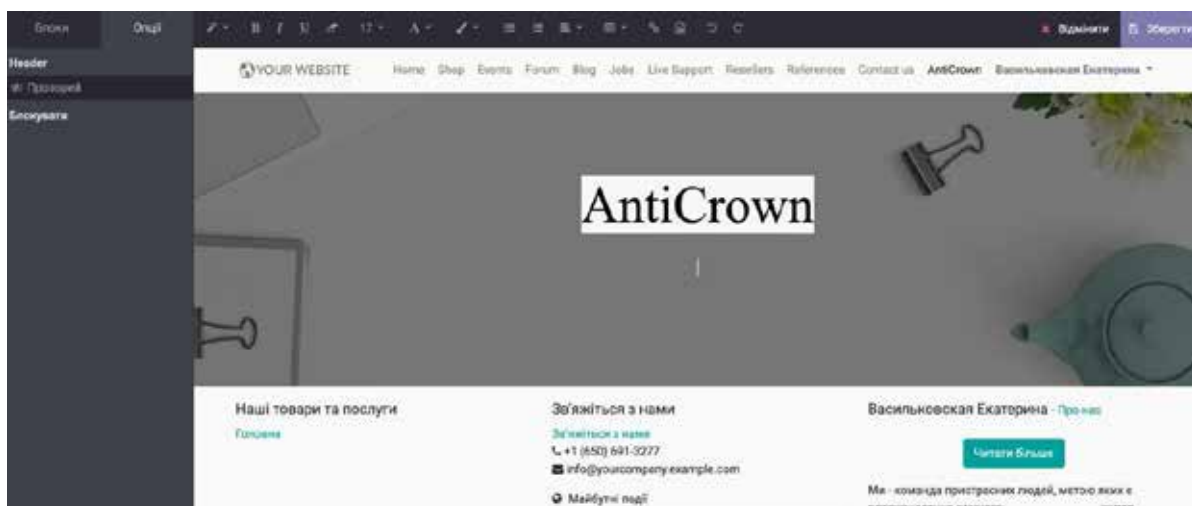 Блоки Опції
B I U 12 A
Відмінити Зберегти
Header
Прозорий
Блокувати
YOUR WEBSITE Home Shop Events Forum Blog Jobs Live Support Resellers References Contact us AntiCrown Васильковская Екатерина
AntiCrown
Наші товари та послуги
Головна
Зв'яжіться з нами
Зв'яжіться з нами
+1 (650) 691-3277
info@yourcompany.example.com
Майбутні події
Васильковская Екатерина - Про нас
Читати більше
Ми - команда пристрасних людей, метою яких є